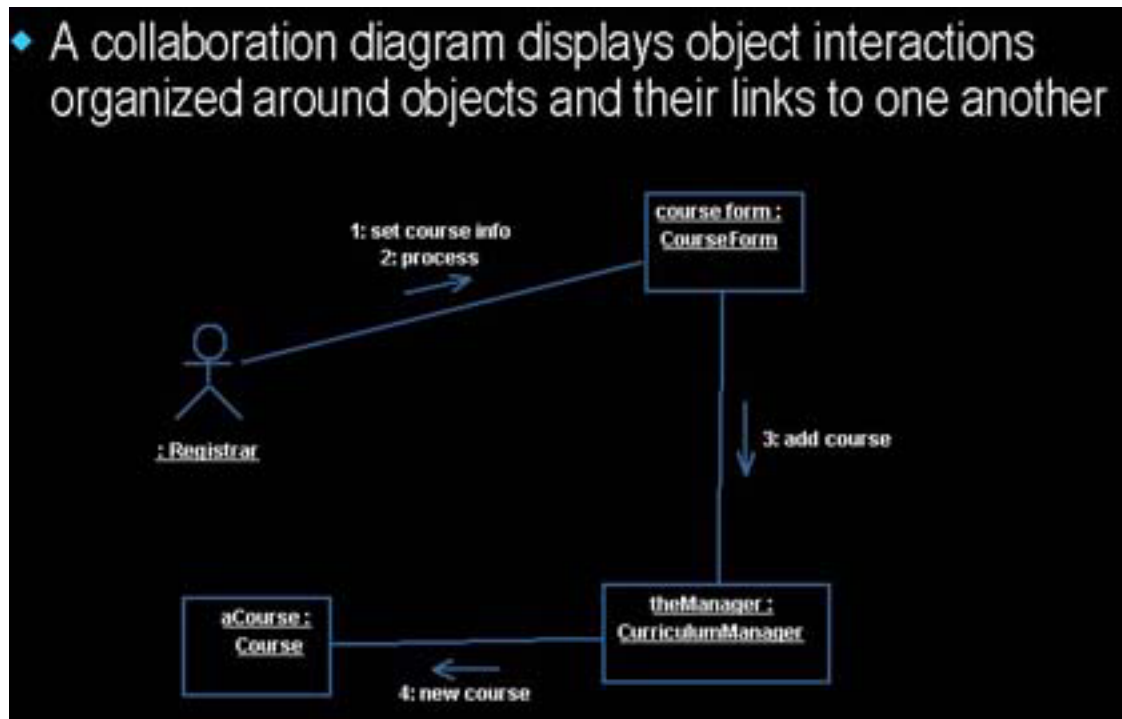 A collaboration diagram displays object interactions
organized around objects and their links to one another
1: set course info
2: process
course form :
CourseForm
: Registrar
3: add course
theManager :
CurriculumManager
aCourse :
Course
4: new course